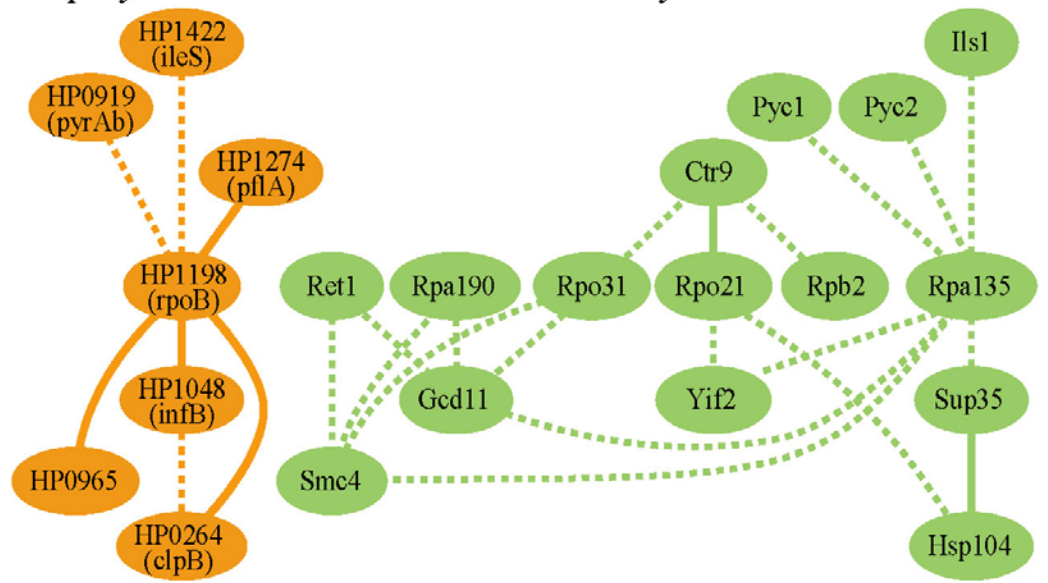 HP1422
(ileS)
Ils1
HP0919
(pyrAb)
Pyc1
Pyc2
HP1274
(pflA)
Ctr9
HP1198
(rpoB)
Ret1
Rpa190
Rpo31
Rpo21
Rpb2
Rpa135
HP1048
(infB)
Gcd11
Yif2
Sup35
HP0965
Smc4
HP0264
(clpB)
Hsp104